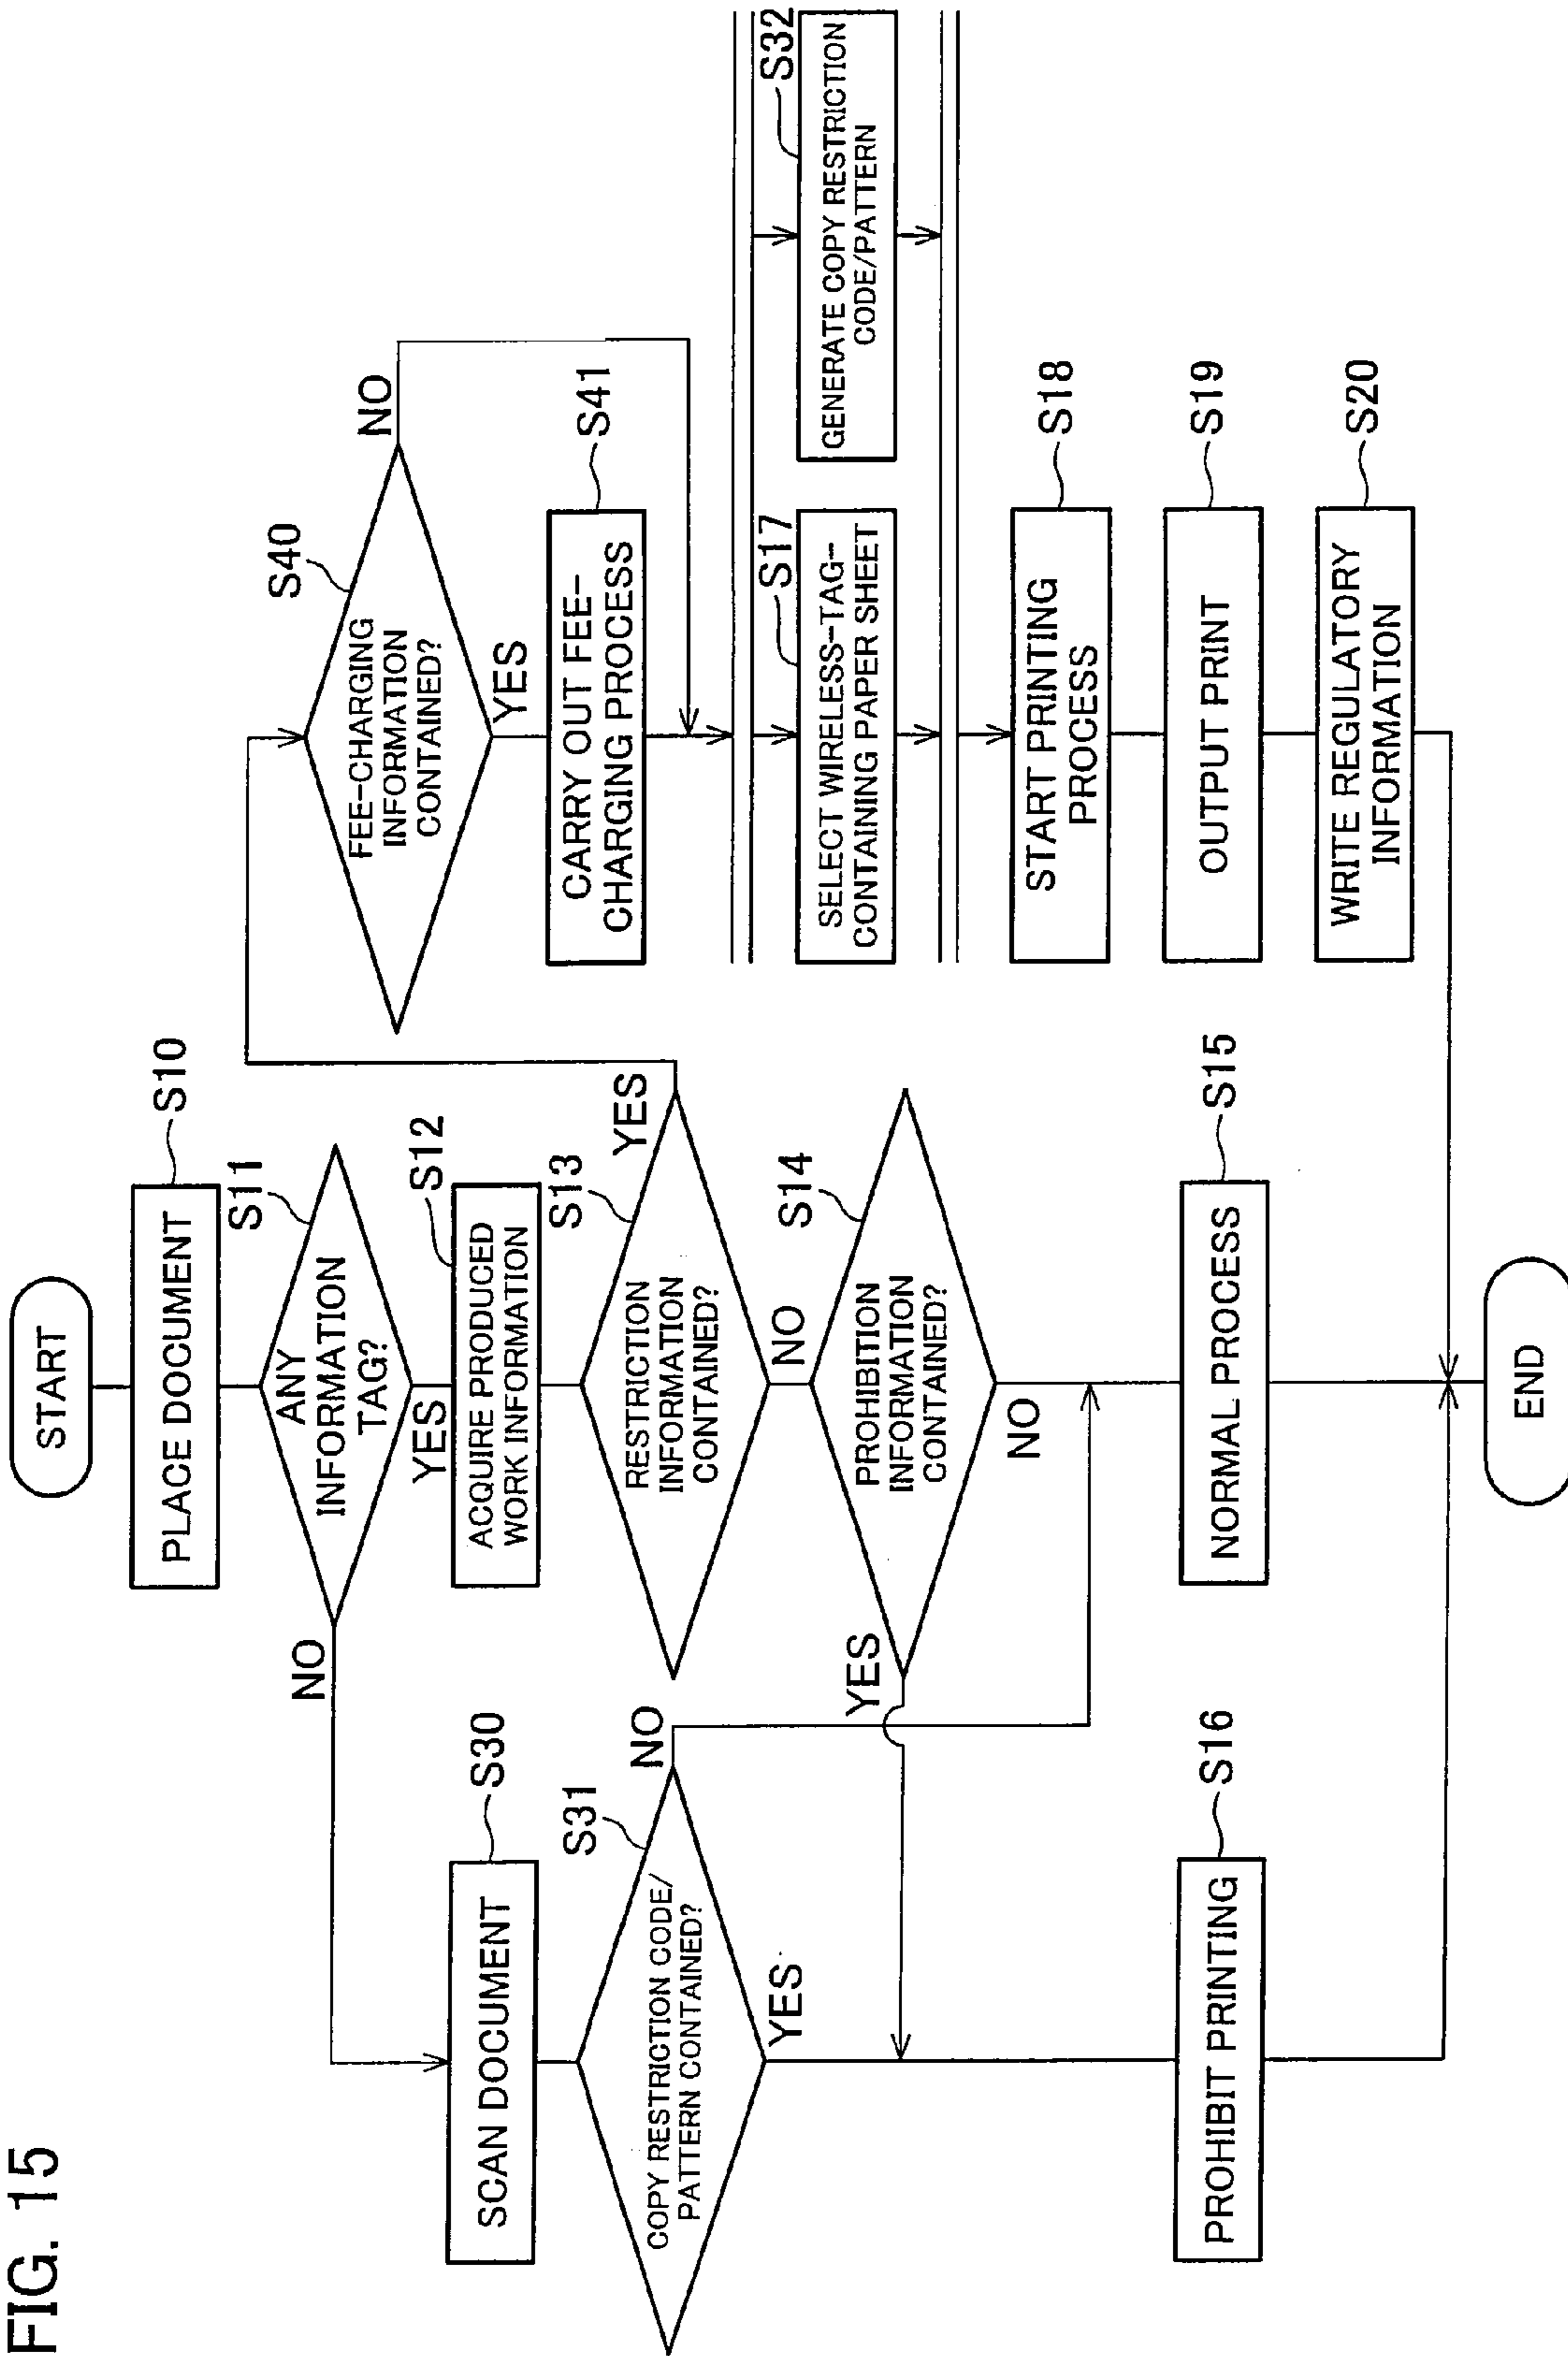 FIG. 15
START
PLACE DOCUMENT
S10
ANY
INFORMATION
TAG?
S11
NO
YES
ACQUIRE PRODUCED
WORK INFORMATION
S12
RESTRICTION
INFORMATION
CONTAINED?
S13
YES
NO
PROHIBITION
INFORMATION
CONTAINED?
S14
YES
NO
NORMAL PROCESS
S15
END
SCAN DOCUMENT
S30
COPY RESTRICTION CODE/
PATTERN CONTAINED?
S31
NO
YES
PROHIBIT PRINTING
S16
FEE-CHARGING
INFORMATION
CONTAINED?
S40
NO
YES
CARRY OUT FEE-
CHARGING PROCESS
S41
SELECT WIRELESS-TAG-
CONTAINING PAPER SHEET
S17
GENERATE COPY RESTRICTION
CODE/PATTERN
S32
START PRINTING
PROCESS
S18
OUTPUT PRINT
S19
WRITE REGULATORY
INFORMATION
S20